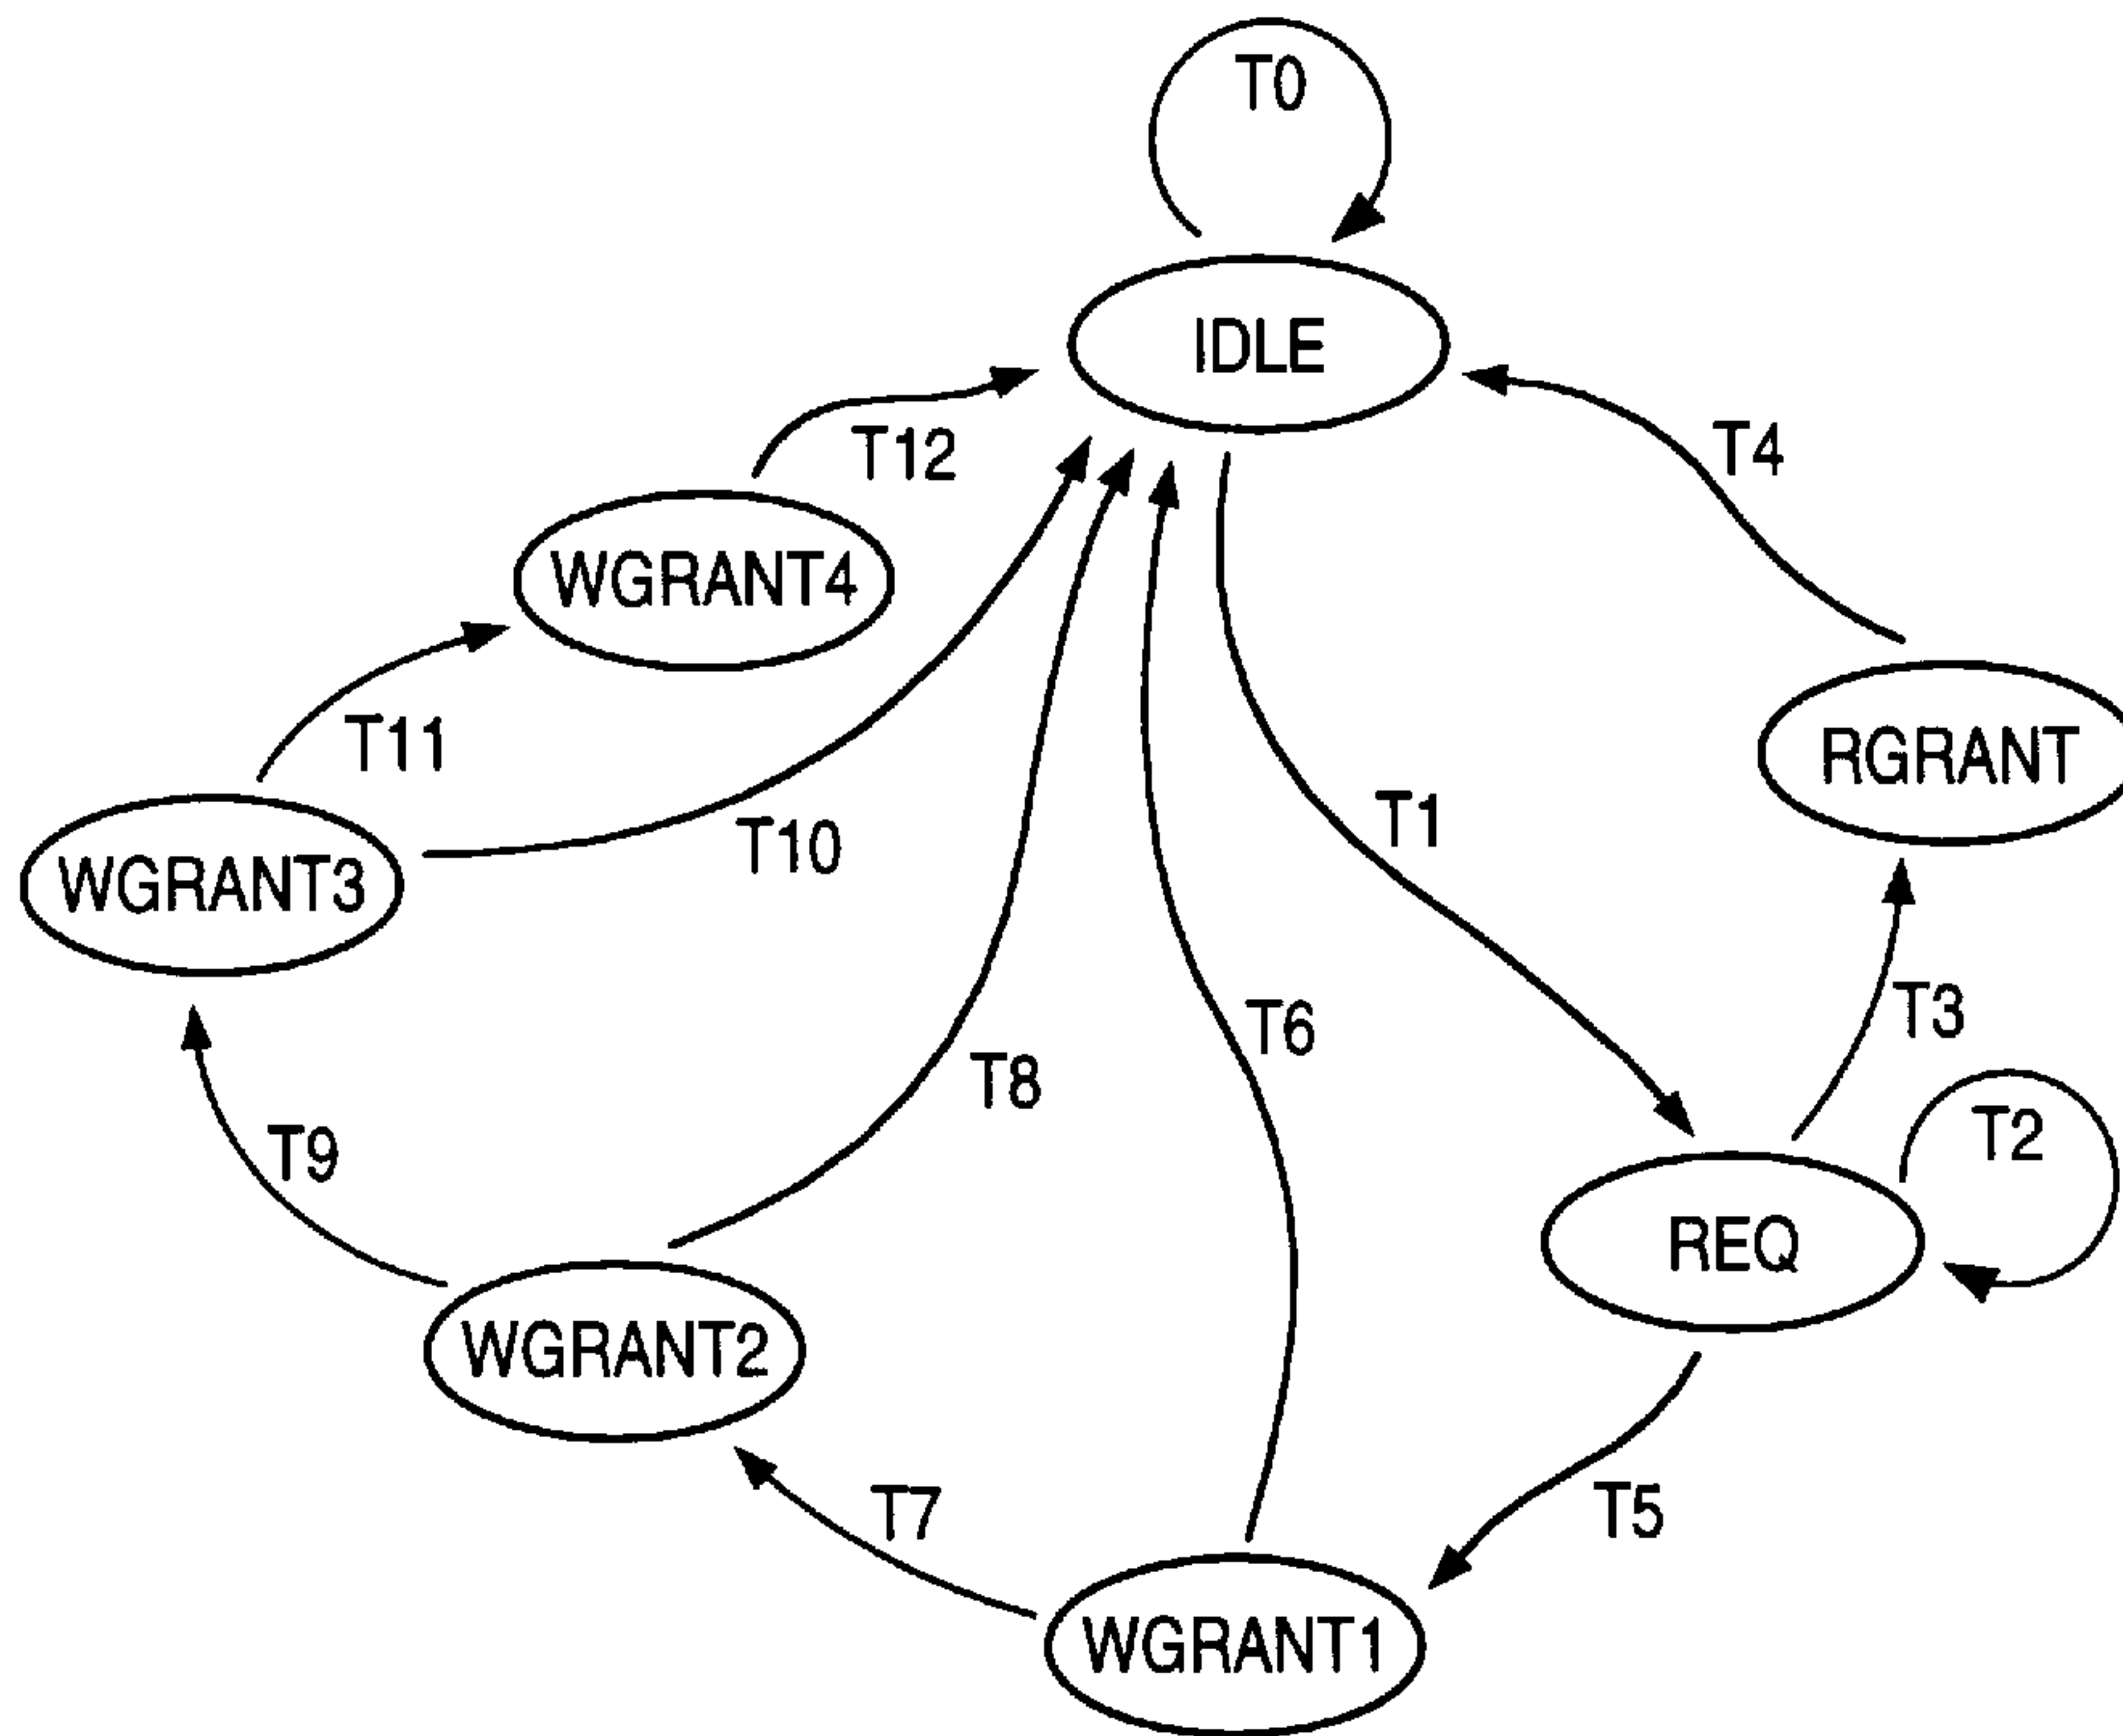 T0
IDLE
T12
T4
WGRANT4
T11
RGRANT
T10
T1
WGRANT3
T3
T6
T8
T2
T9
REQ
WGRANT2
T7
T5
WGRANT1